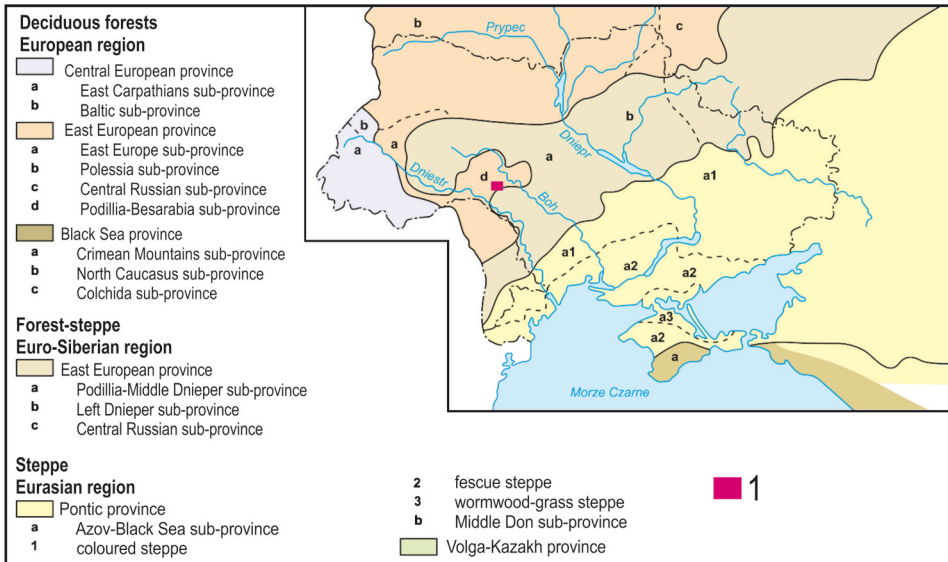 Deciduous forests
European region
Central European province
a East Carpathians sub-province
b Baltic sub-province
East European province
a East Europe sub-province
b Polessia sub-province
c Central Russian sub-province
d Podillia-Besarabia sub-province
Black Sea province
a Crimean Mountains sub-province
b North Caucasus sub-province
c Colchida sub-province
Forest-steppe
Euro-Siberian region
East European province
a Podillia-Middle Dnieper sub-province
b Left Dnieper sub-province
c Central Russian sub-province
Steppe
Eurasian region
Pontic province
a Azov-Black Sea sub-province
1 coloured steppe
2 fescue steppe
3 wormwood-grass steppe
b Middle Don sub-province
Volga-Kazakh province
1
b
Prypec
c
b
a
a
Dniestr
d
a
Boh
Dniepr
b
a1
a1
a2
a2
a3
a2
a
Morze Czarne